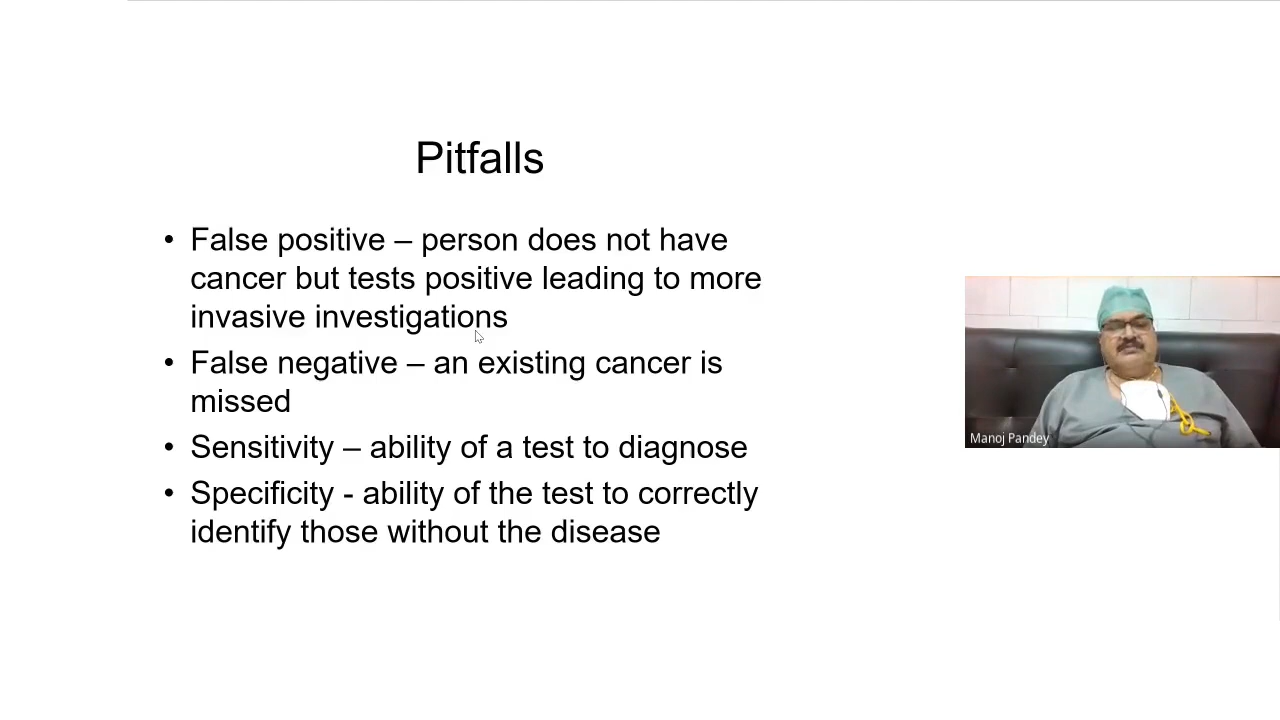 Pitfalls
• False positive – person does not have
cancer but tests positive leading to more
invasive investigations
• False negative – an existing cancer is
missed
• Sensitivity – ability of a test to diagnose
• Specificity - ability of the test to correctly
identify those without the disease
Manoj Pandey